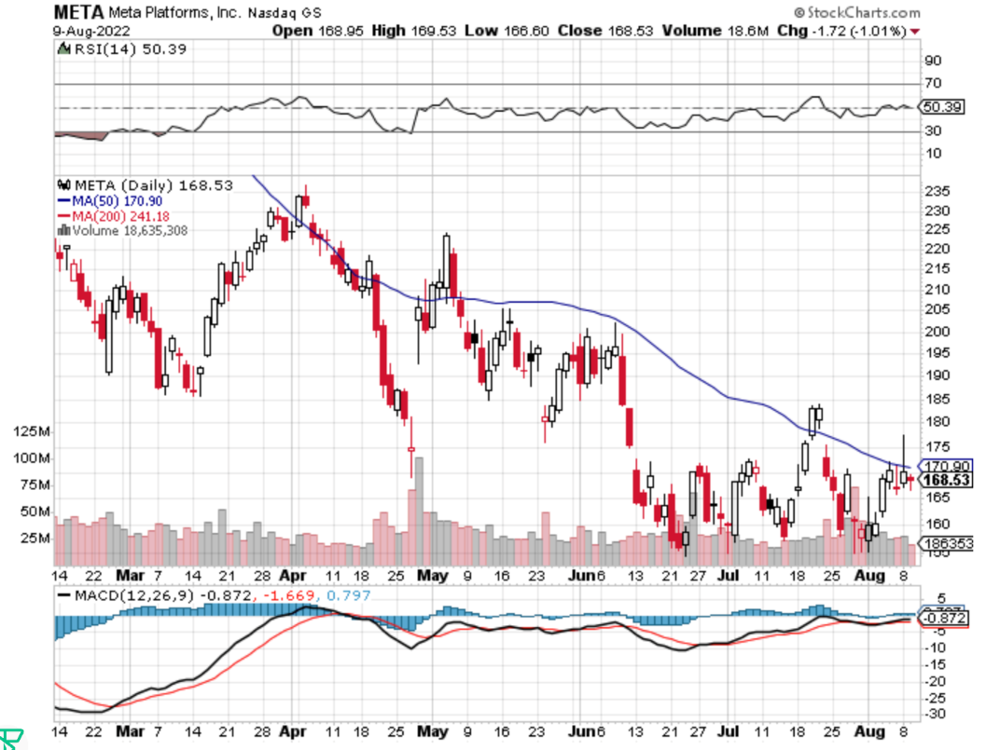 META Meta Platforms, Inc. Nasdaq GS © StockCharts.com
9-Aug-2022 Open 168.95 High 169.53 Low 166.60 Close 168.53 Volume 18.6M Chg -1.72 (-1.01%)
RSI(14) 50.39
90
70
50.39
30
10
META (Daily) 168.53
MA(50) 170.90
MA(200) 241.18
Volume 18,635,308
235
230
225
220
215
210
205
200
195
190
185
180
175
170.90
168.53
165
160
125M
100M
75M
50M
25M
186353
14 22 Mar 7 14 21 28 Apr 11 18 25 May 9 16 23 Jun 6 13 21 27 Jul 11 18 25 Aug 8
MACD(12,26,9) -0.872, -1.669, 0.797
5
-0.872
-5
-10
-15
-20
-25
-30
14 22 Mar 7 14 21 28 Apr 11 18 25 May 9 16 23 Jun 6 13 21 27 Jul 11 18 25 Aug 8